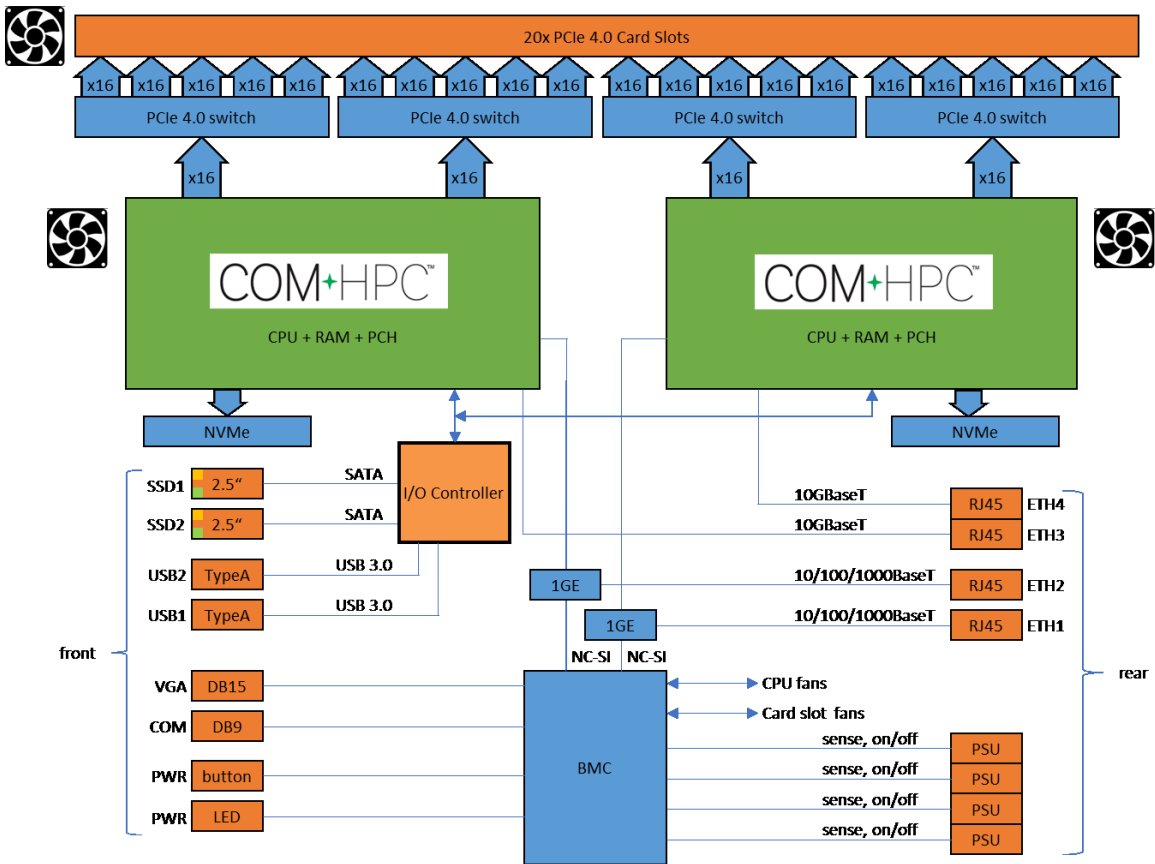 20x PCIe 4.0 Card Slots
x16 x16 x16 x16 x16 x16 x16 x16 x16 x16 x16 x16 x16 x16 x16 x16 x16 x16 x16 x16
PCIe 4.0 switch PCIe 4.0 switch PCIe 4.0 switch PCIe 4.0 switch
x16 x16 x16 x16
COM HPC™ COM HPC™
CPU + RAM + PCH CPU + RAM + PCH
NVMe NVMe
SSD1 2.5“ SATA I/O Controller
10GBaseT RJ45 ETH4
SSD2 2.5“ SATA
10GBaseT RJ45 ETH3
USB2 TypeA USB 3.0
1GE 10/100/1000BaseT RJ45 ETH2
USB1 TypeA USB 3.0
1GE 10/100/1000BaseT RJ45 ETH1
front
NC-SI NC-SI
rear
VGA DB15 CPU fans
COM DB9 Card slot fans
sense, on/off PSU
BMC
PWR button sense, on/off PSU
sense, on/off PSU
PWR LED
sense, on/off PSU